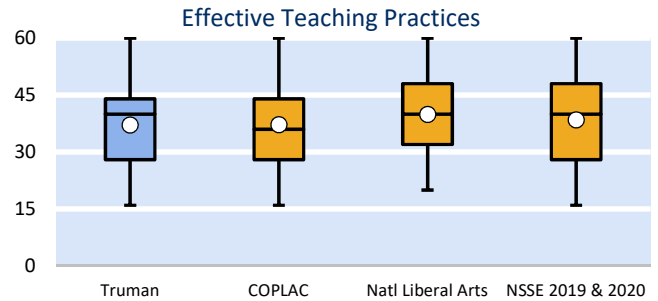 Effective Teaching Practices
60
45
30
15
0
Truman COPLAC Natl Liberal Arts NSSE 2019 & 2020